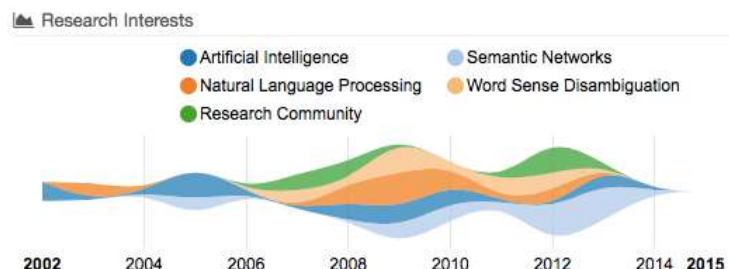 Research Interests
Artificial Intelligence
Semantic Networks
Natural Language Processing
Word Sense Disambiguation
Research Community
2002 2004 2006 2008 2010 2012 2014 2015